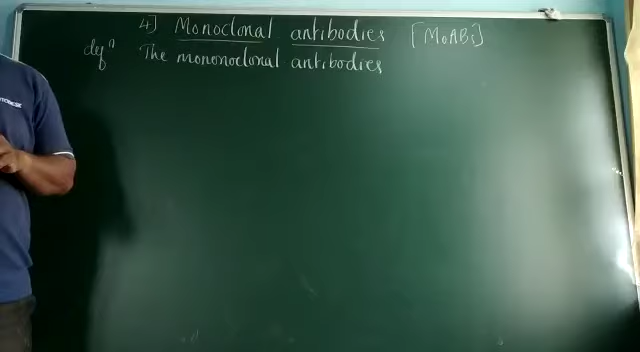 4] Monoclonal antibodies [MoABs]
defⁿ The mononoclonal antibodies